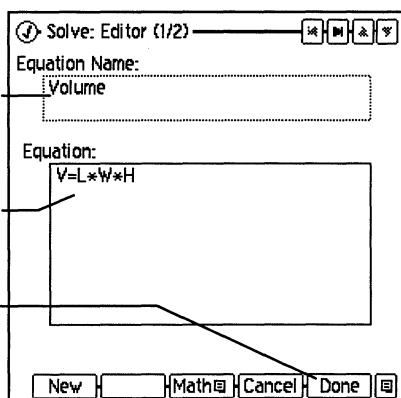 Solve: Editor (1/2)
Equation Name:
Volume
Equation:
V=L*W*H
New Math Cancel Done